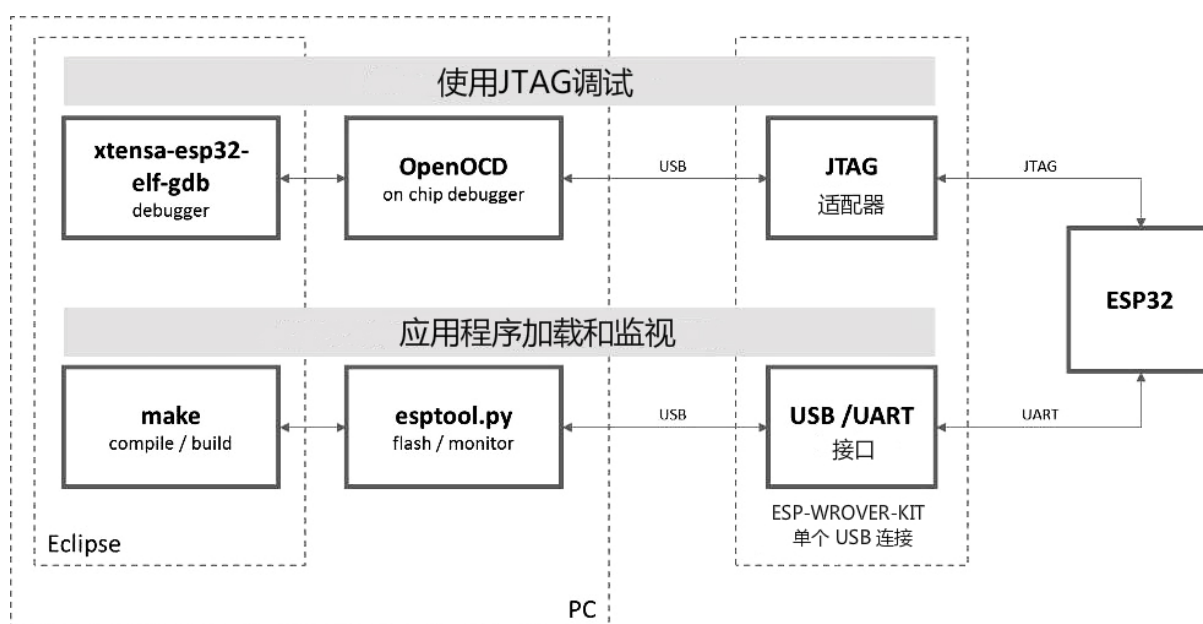 使用JTAG调试
xtensa-esp32-
elf-gdb
debugger
OpenOCD
on chip debugger
USB
JTAG
适配器
JTAG
ESP32
应用程序加载和监视
make
compile / build
esptool.py
flash / monitor
USB
USB /UART
接口
UART
ESP-WROVER-KIT
单个 USB 连接
Eclipse
PC